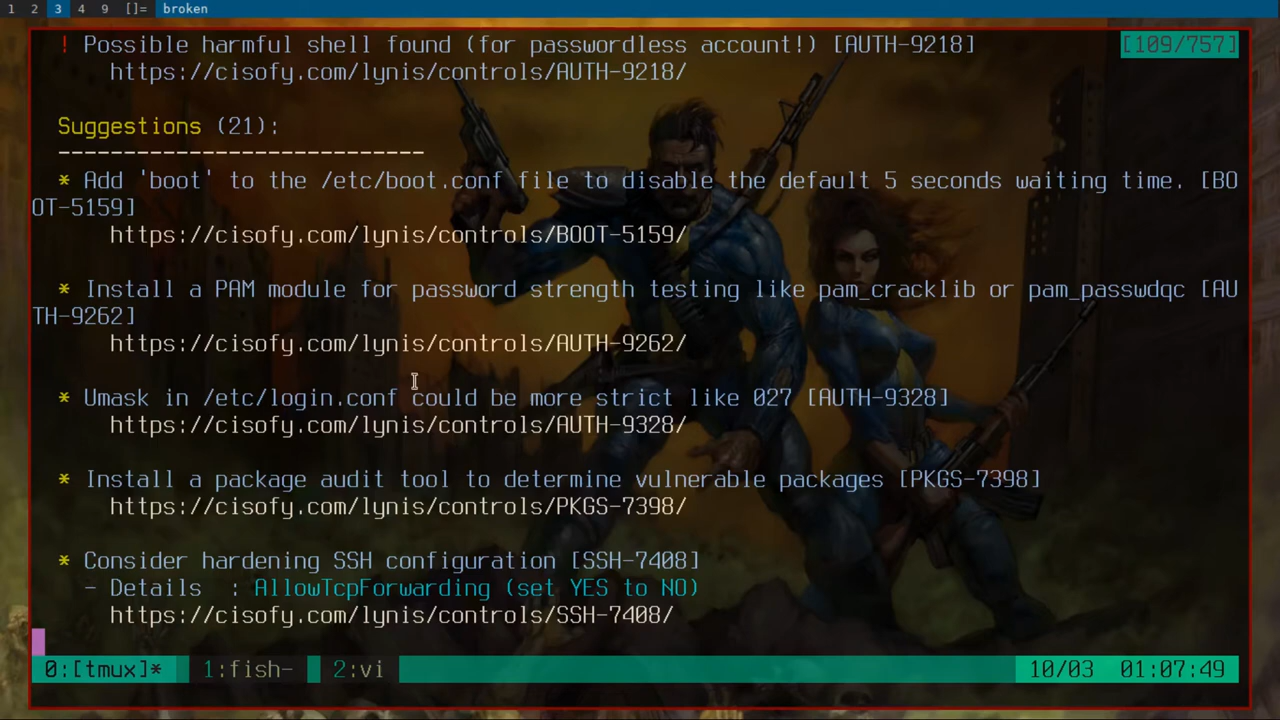 1 2 3 4 9 []= broken
! Possible harmful shell found (for passwordless account!) [AUTH-9218] [109/757]
https://cisofy.com/lynis/controls/AUTH-9218/
Suggestions (21):
----------------------------
* Add 'boot' to the /etc/boot.conf file to disable the default 5 seconds waiting time. [BO
OT-5159]
https://cisofy.com/lynis/controls/BOOT-5159/
* Install a PAM module for password strength testing like pam_cracklib or pam_passwdqc [AU
TH-9262]
https://cisofy.com/lynis/controls/AUTH-9262/
* Umask in /etc/login.conf could be more strict like 027 [AUTH-9328]
https://cisofy.com/lynis/controls/AUTH-9328/
* Install a package audit tool to determine vulnerable packages [PKGS-7398]
https://cisofy.com/lynis/controls/PKGS-7398/
* Consider hardening SSH configuration [SSH-7408]
- Details  : AllowTcpForwarding (set YES to NO)
https://cisofy.com/lynis/controls/SSH-7408/
0:[tmux]* 1:fish- 2:vi 10/03 01:07:49